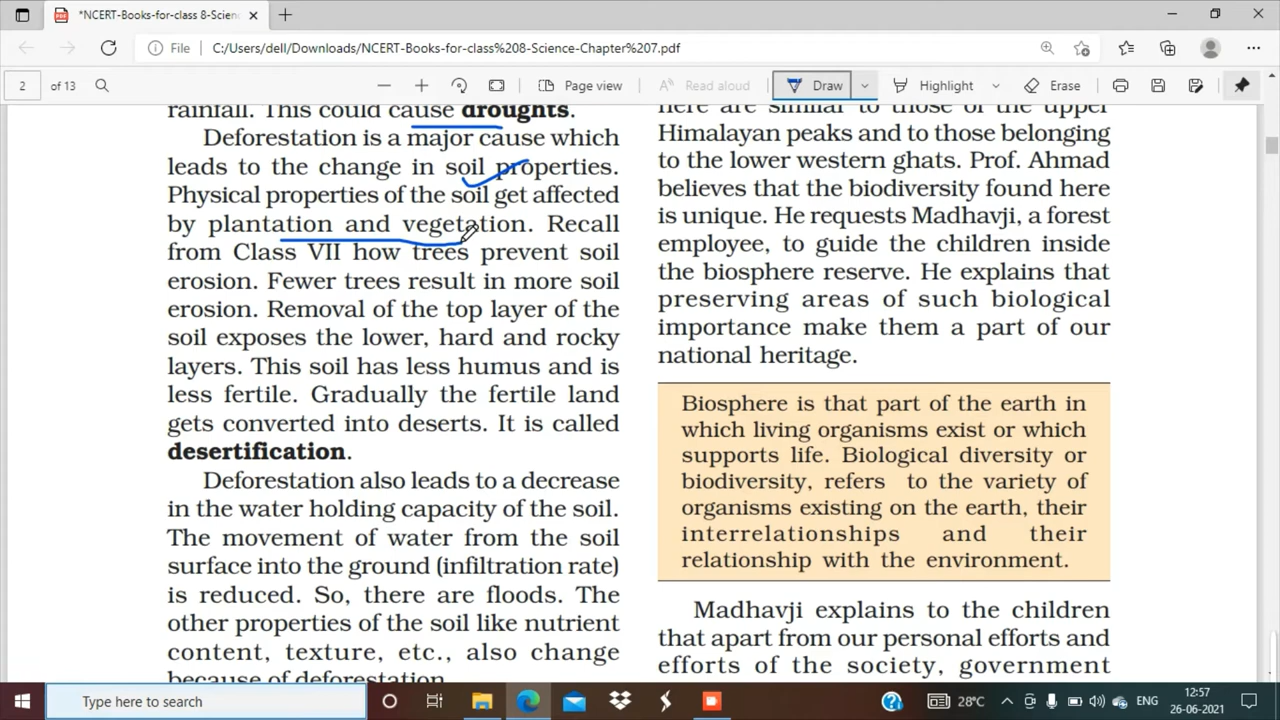 *NCERT-Books-for class 8-Scien
File
C:/Users/dell/Downloads/NCERT-Books-for-class%208-Science-Chapter%207.pdf
2 of 13
Page view
Read aloud
Draw
Highlight
Erase
rainfall. This could cause droughts.
Deforestation is a major cause which
leads to the change in soil properties.
Physical properties of the soil get affected
by plantation and vegetation. Recall
from Class VII how trees prevent soil
erosion. Fewer trees result in more soil
erosion. Removal of the top layer of the
soil exposes the lower, hard and rocky
layers. This soil has less humus and is
less fertile. Gradually the fertile land
gets converted into deserts. It is called
desertification.
Deforestation also leads to a decrease
in the water holding capacity of the soil.
The movement of water from the soil
surface into the ground (infiltration rate)
is reduced. So, there are floods. The
other properties of the soil like nutrient
content, texture, etc., also change
because of deforestation.
here are similar to those of the upper
Himalayan peaks and to those belonging
to the lower western ghats. Prof. Ahmad
believes that the biodiversity found here
is unique. He requests Madhavji, a forest
employee, to guide the children inside
the biosphere reserve. He explains that
preserving areas of such biological
importance make them a part of our
national heritage.
Biosphere is that part of the earth in
which living organisms exist or which
supports life. Biological diversity or
biodiversity, refers to the variety of
organisms existing on the earth, their
interrelationships and their
relationship with the environment.
Madhavji explains to the children
that apart from our personal efforts and
efforts of the society, government
Type here to search
28°C
ENG
12:57
26-06-2021